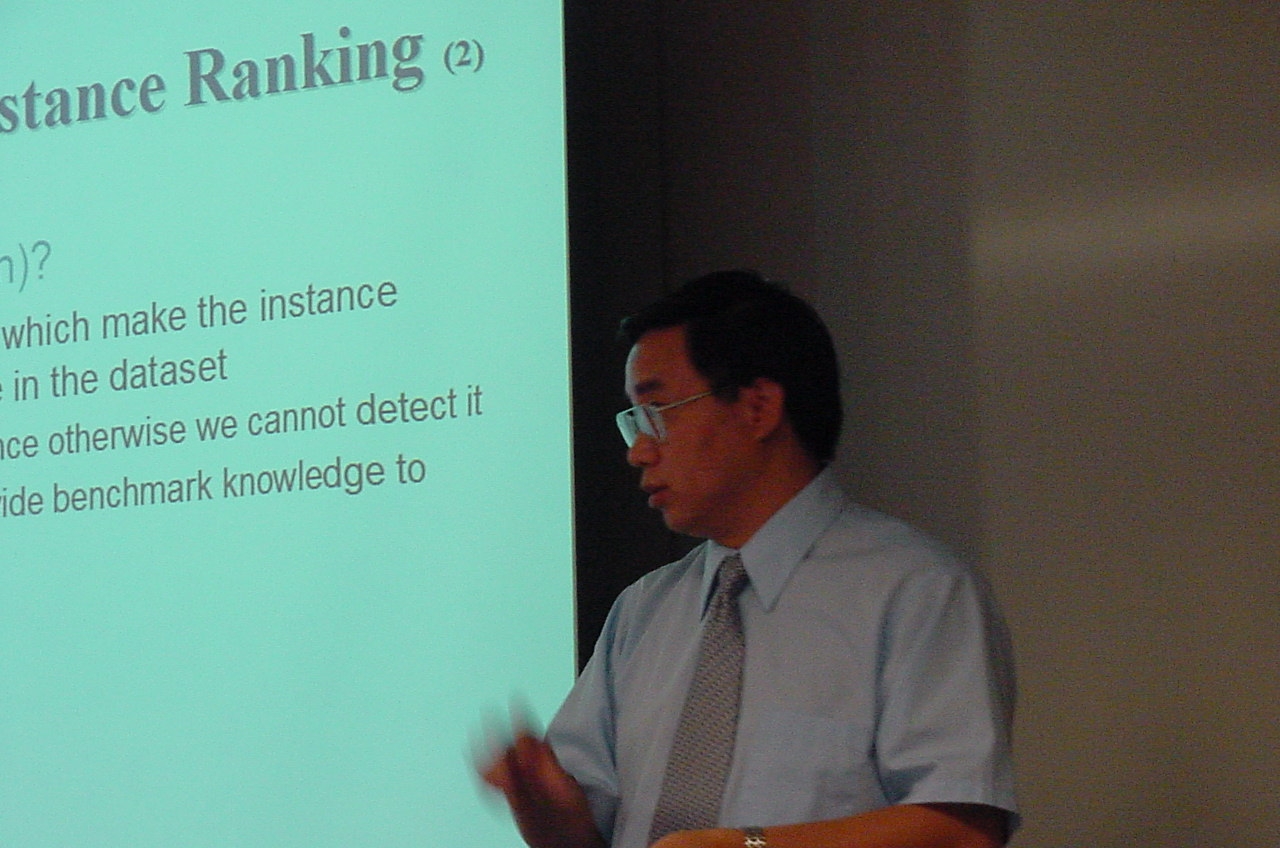 stance Ranking (2)
)?
which make the instance
in the dataset
nce otherwise we cannot detect it
ide benchmark knowledge to